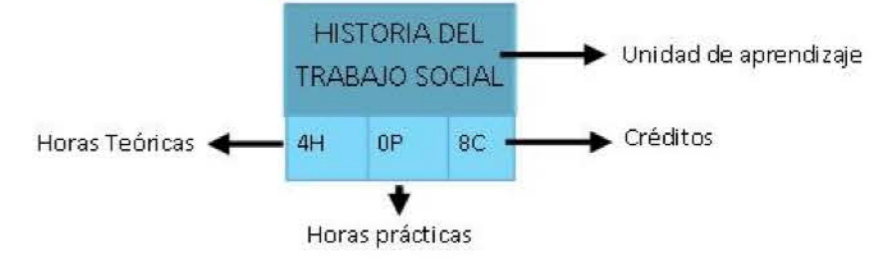 HISTORIA DEL
TRABAJO SOCIAL
Unidad de aprendizaje
Horas Teóricas
4H
0P
8C
Créditos
Horas prácticas